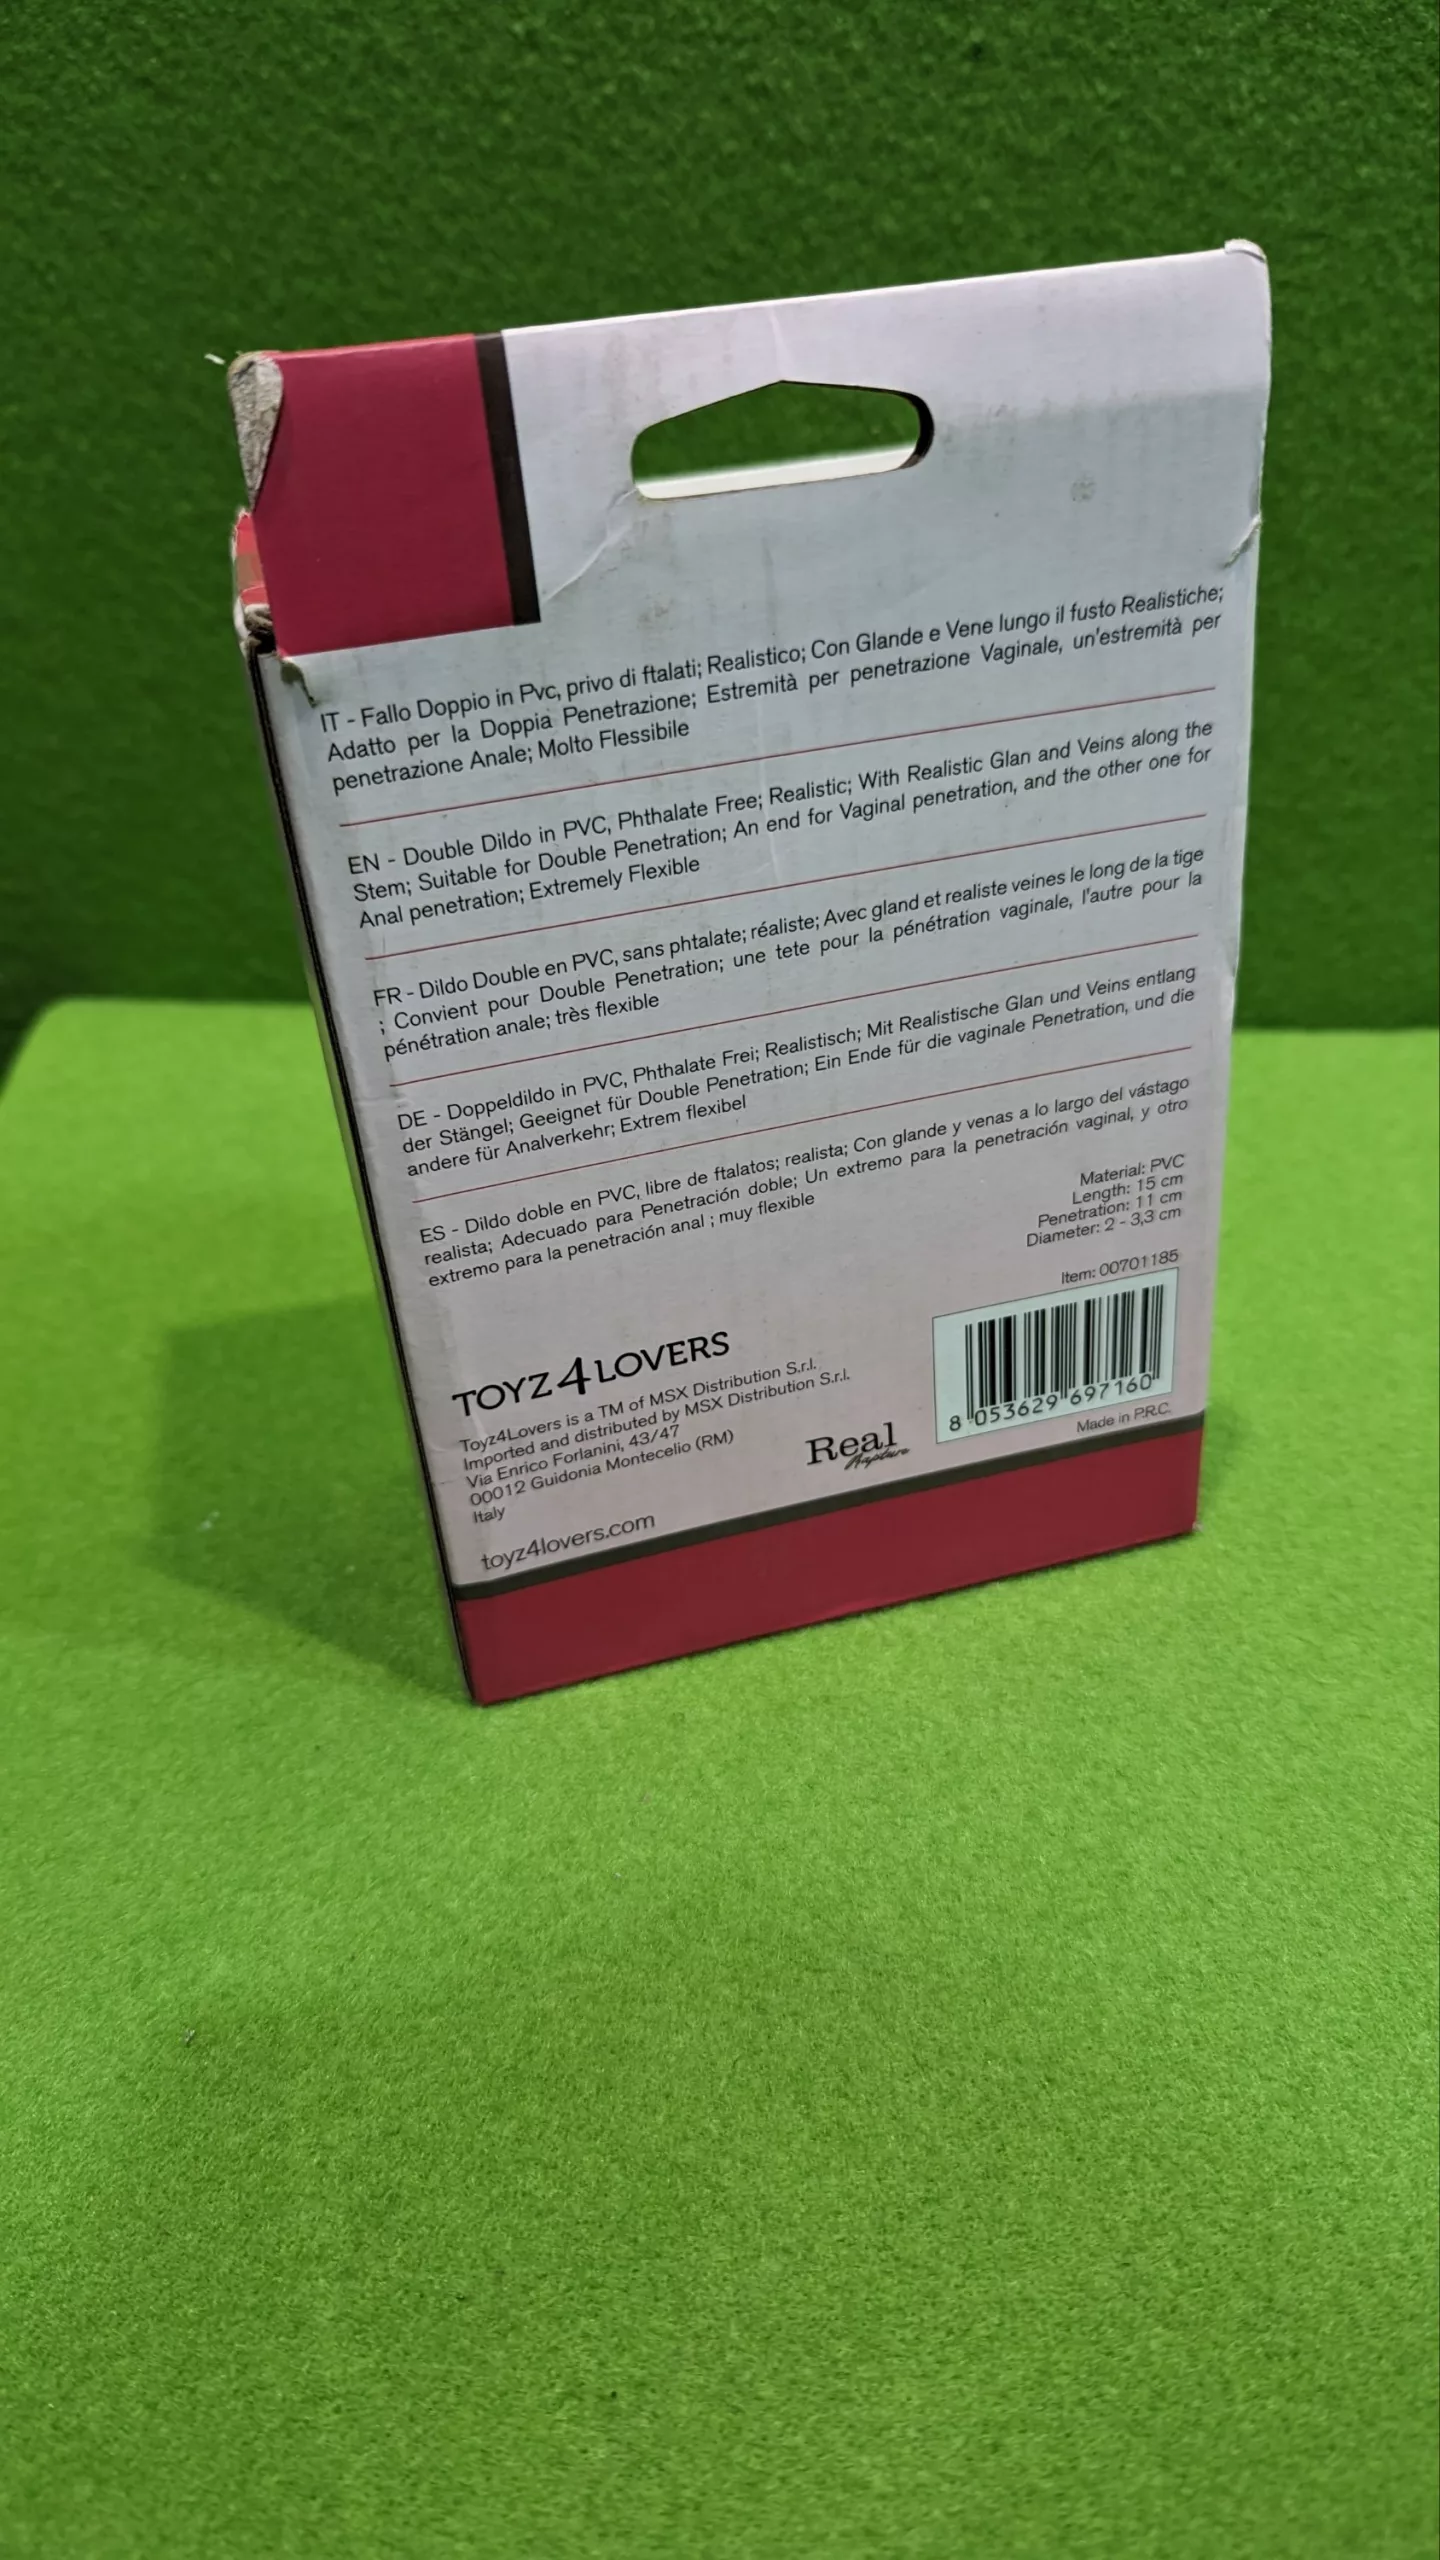 IT - Fallo Doppio in Pvc, privo di ftalati; Realistico; Con Glande e Vene lungo il fusto Realistiche;
Adatto per la Doppia Penetrazione; Estremità per penetrazione Vaginale, un'estremità per
penetrazione Anale; Molto Flessibile
EN - Double Dildo in PVC, Phthalate Free; Realistic; With Realistic Glan and Veins along the
Stem; Suitable for Double Penetration; An end for Vaginal penetration, and the other one for
Anal penetration; Extremely Flexible
FR - Dildo Double en PVC, sans phtalate; réaliste; Avec gland et realiste veines le long de la tige
; Convient pour Double Penetration; une tete pour la pénétration vaginale, l'autre pour la
pénétration anale; très flexible
DE - Doppeldildo in PVC, Phthalate Frei; Realistisch; Mit Realistische Glan und Veins entlang
der Stängel; Geeignet für Double Penetration; Ein Ende für die vaginale Penetration, und die
andere für Analverkehr; Extrem flexibel
ES - Dildo doble en PVC, libre de ftalatos; realista; Con glande y venas a lo largo del vástago
realista; Adecuado para Penetración doble; Un extremo para la penetración vaginal, y otro
extremo para la penetración anal ; muy flexible
Material: PVC
Length: 15 cm
Penetration: 11 cm
Diameter: 2 - 3,3 cm
Item: 00701185
8 053629 697160
Made in P.R.C.
TOYZ4LOVERS
Toyz4Lovers is a TM of MSX Distribution S.r.l.
Imported and distributed by MSX Distribution S.r.l.
Via Enrico Forlanini, 43/47
00012 Guidonia Montecelio (RM)
Italy
toyz4lovers.com
Real
Rapture